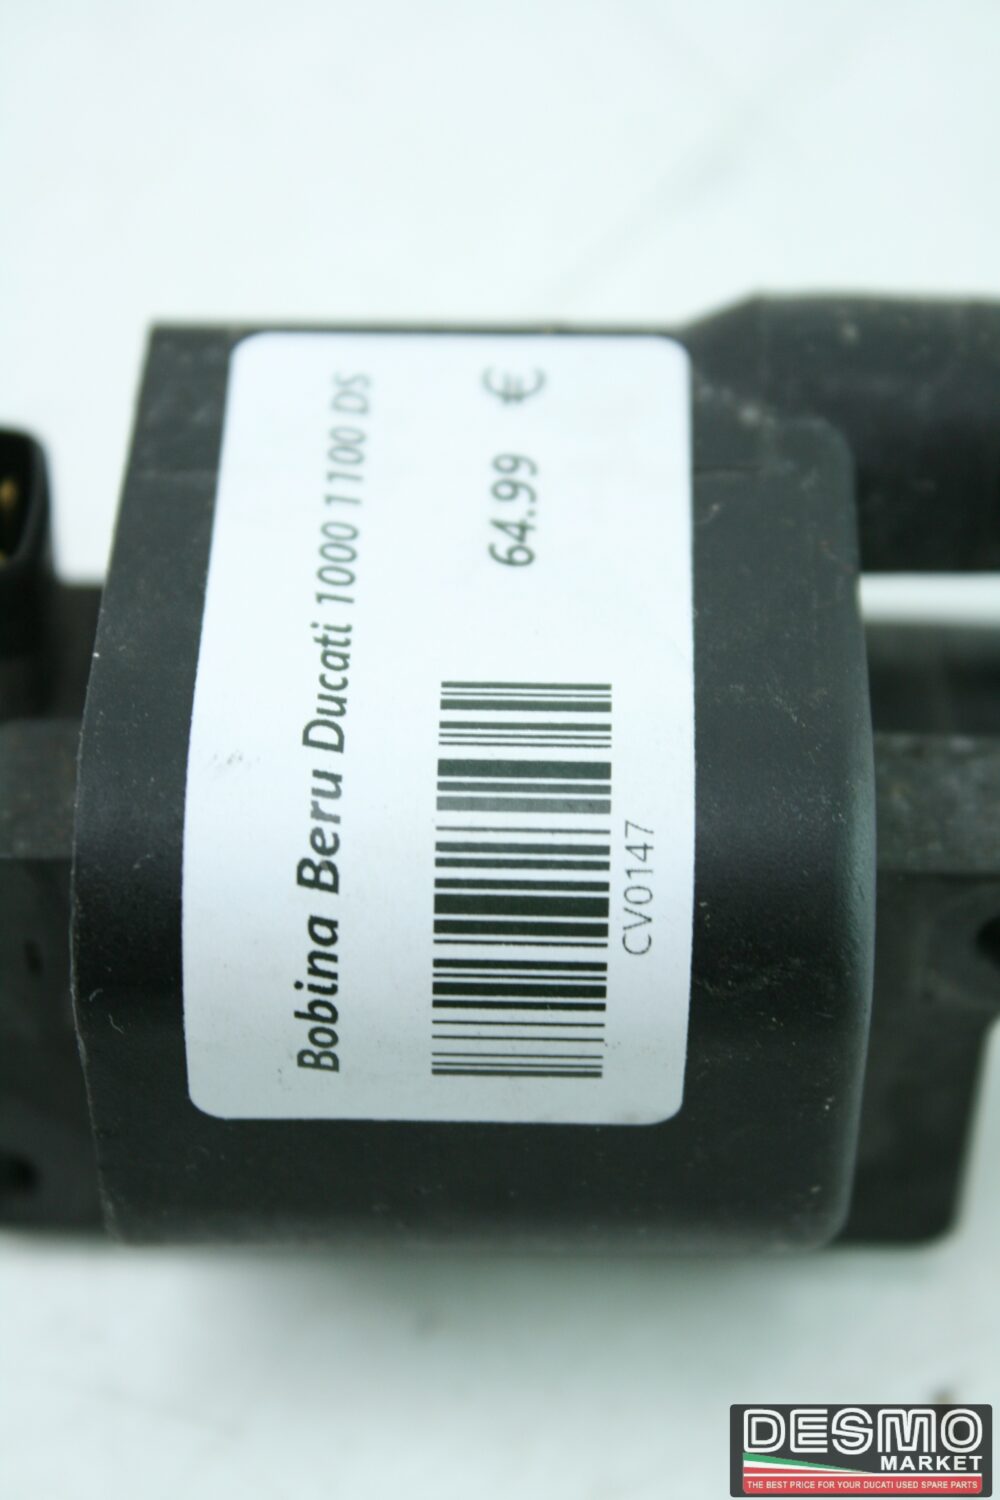 Bobina Beru Ducati 1000 1100 DS
64.99 €
CV0147
DESMO
MARKET
THE BEST PRICE FOR YOUR DUCATI USED SPARE PARTS